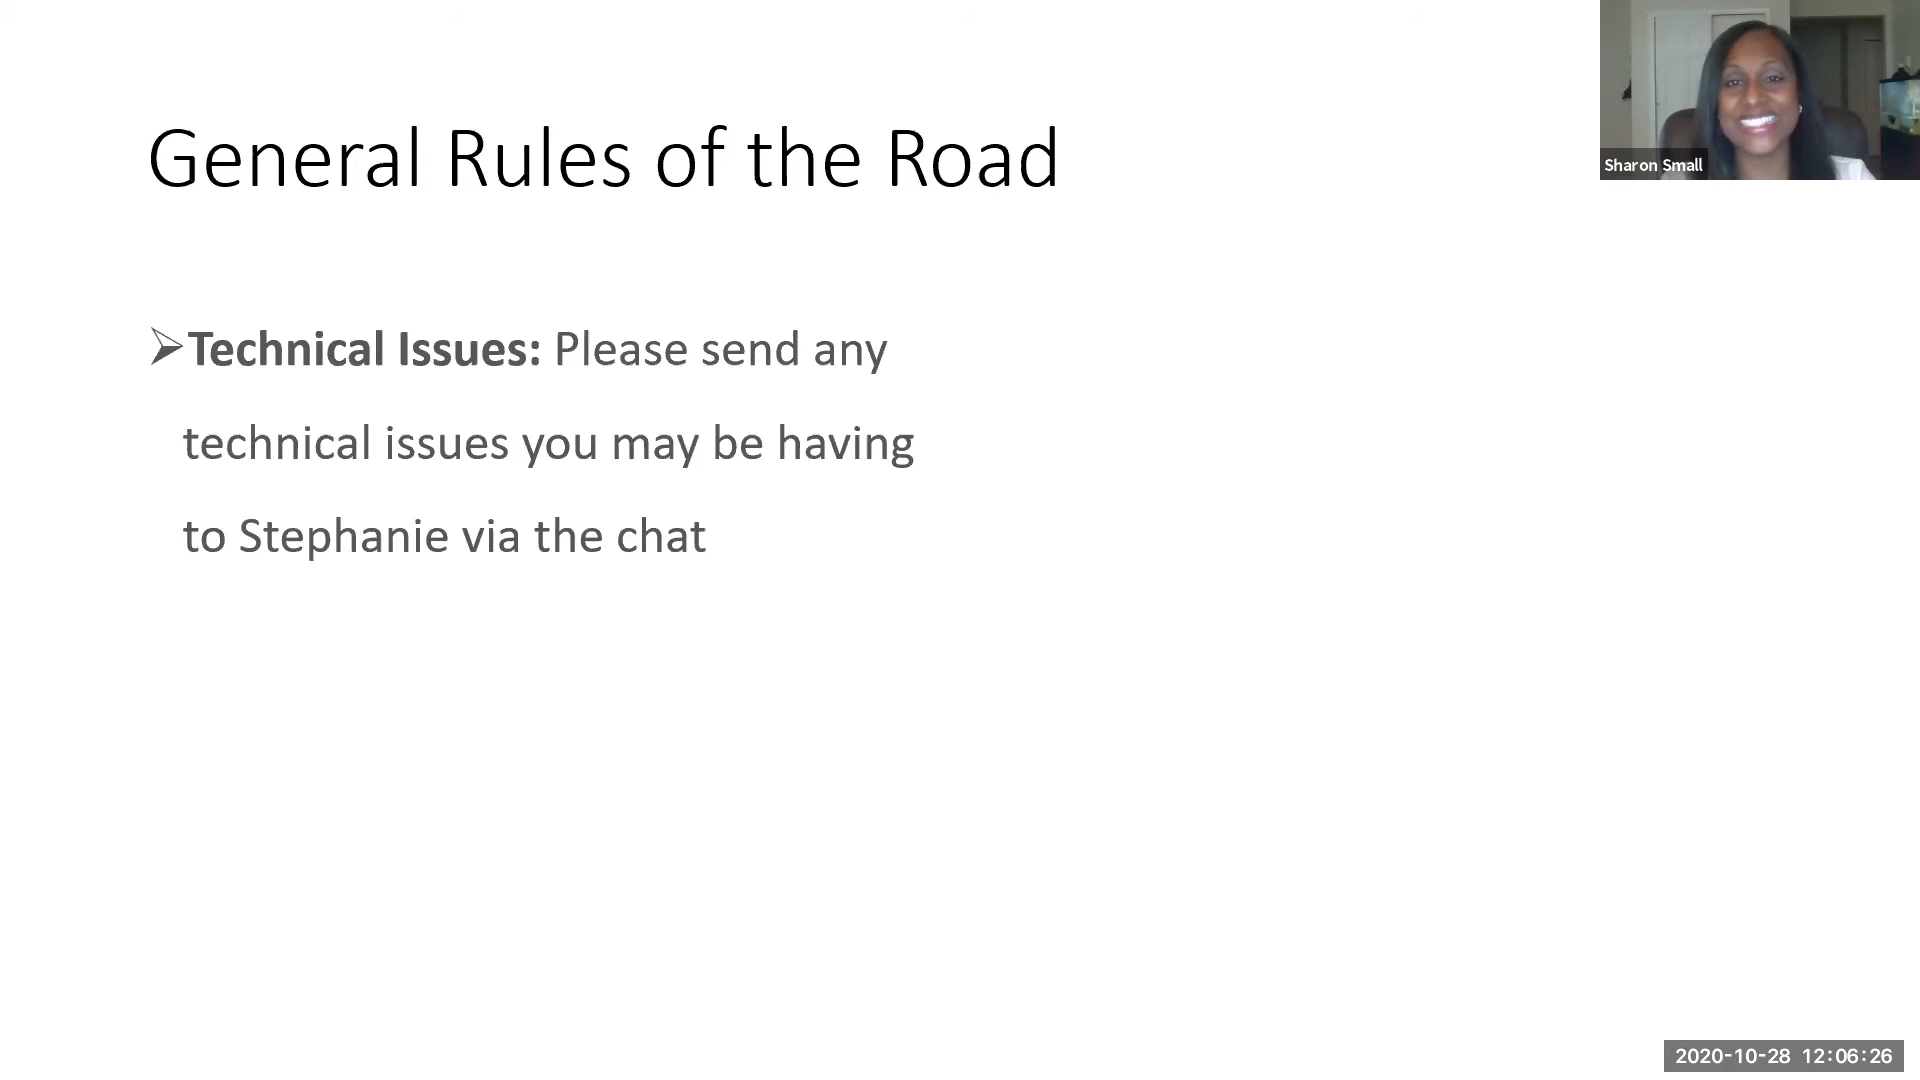 General Rules of the Road
Sharon Small
➢Technical Issues: Please send any
technical issues you may be having
to Stephanie via the chat
2020-10-28 12:06:26